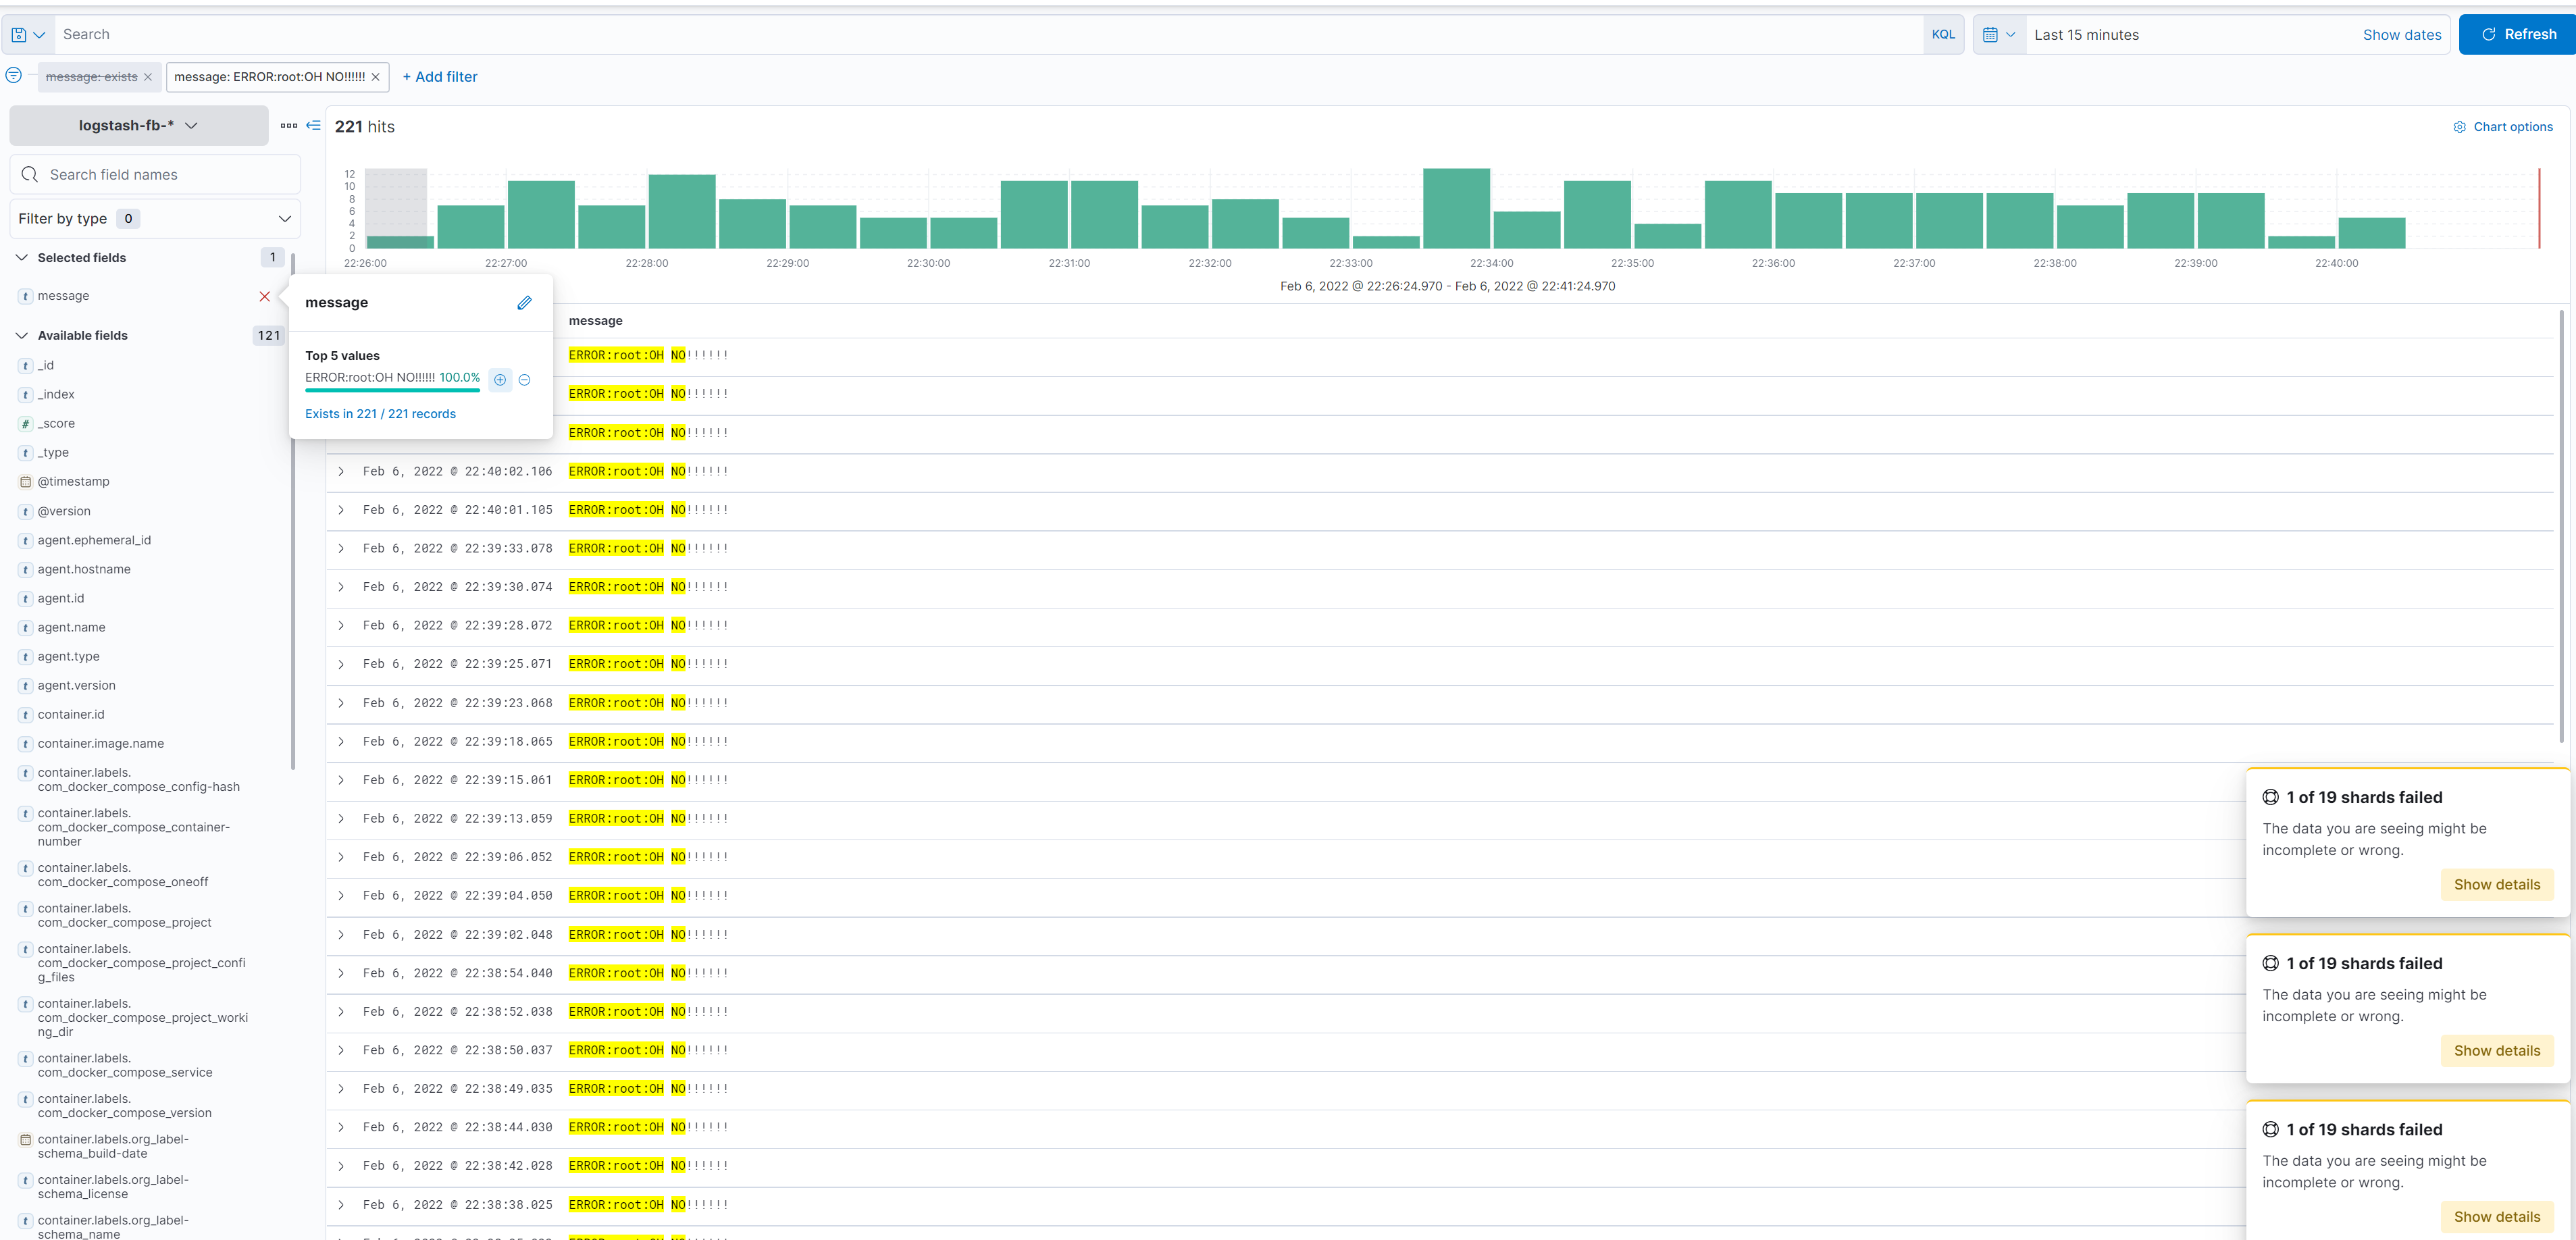 Search
KQL
Last 15 minutes
Show dates
Refresh
message: exists
message: ERROR:root:OH NO!!!!!!
+ Add filter
logstash-fb-*
221 hits
Chart options
Search field names
Filter by type 0
Selected fields 1
message
Available fields 121
_id
_index
_score
_type
@timestamp
@version
agent.ephemeral_id
agent.hostname
agent.id
agent.name
agent.type
agent.version
container.id
container.image.name
container.labels.
com_docker_compose_config-hash
container.labels.
com_docker_compose_container-
number
container.labels.
com_docker_compose_oneoff
container.labels.
com_docker_compose_project
container.labels.
com_docker_compose_project_confi
g_files
container.labels.
com_docker_compose_project_worki
ng_dir
container.labels.
com_docker_compose_service
container.labels.
com_docker_compose_version
container.labels.org_label-
schema_build-date
container.labels.org_label-
schema_license
container.labels.org_label-
schema_name
12
10
8
6
4
2
0
22:26:00 22:27:00 22:28:00 22:29:00 22:30:00 22:31:00 22:32:00 22:33:00 22:34:00 22:35:00 22:36:00 22:37:00 22:38:00 22:39:00 22:40:00
Feb 6, 2022 @ 22:26:24.970 - Feb 6, 2022 @ 22:41:24.970
message
Top 5 values
ERROR:root:OH NO!!!!!! 100.0%
Exists in 221 / 221 records
message
ERROR:root:OH NO!!!!!!
ERROR:root:OH NO!!!!!!
ERROR:root:OH NO!!!!!!
Feb 6, 2022 @ 22:40:02.106 ERROR:root:OH NO!!!!!!
Feb 6, 2022 @ 22:40:01.105 ERROR:root:OH NO!!!!!!
Feb 6, 2022 @ 22:39:33.078 ERROR:root:OH NO!!!!!!
Feb 6, 2022 @ 22:39:30.074 ERROR:root:OH NO!!!!!!
Feb 6, 2022 @ 22:39:28.072 ERROR:root:OH NO!!!!!!
Feb 6, 2022 @ 22:39:25.071 ERROR:root:OH NO!!!!!!
Feb 6, 2022 @ 22:39:23.068 ERROR:root:OH NO!!!!!!
Feb 6, 2022 @ 22:39:18.065 ERROR:root:OH NO!!!!!!
Feb 6, 2022 @ 22:39:15.061 ERROR:root:OH NO!!!!!!
Feb 6, 2022 @ 22:39:13.059 ERROR:root:OH NO!!!!!!
Feb 6, 2022 @ 22:39:06.052 ERROR:root:OH NO!!!!!!
Feb 6, 2022 @ 22:39:04.050 ERROR:root:OH NO!!!!!!
Feb 6, 2022 @ 22:39:02.048 ERROR:root:OH NO!!!!!!
Feb 6, 2022 @ 22:38:54.040 ERROR:root:OH NO!!!!!!
Feb 6, 2022 @ 22:38:52.038 ERROR:root:OH NO!!!!!!
Feb 6, 2022 @ 22:38:50.037 ERROR:root:OH NO!!!!!!
Feb 6, 2022 @ 22:38:49.035 ERROR:root:OH NO!!!!!!
Feb 6, 2022 @ 22:38:44.030 ERROR:root:OH NO!!!!!!
Feb 6, 2022 @ 22:38:42.028 ERROR:root:OH NO!!!!!!
Feb 6, 2022 @ 22:38:38.025 ERROR:root:OH NO!!!!!!
1 of 19 shards failed
The data you are seeing might be
incomplete or wrong.
Show details
1 of 19 shards failed
The data you are seeing might be
incomplete or wrong.
Show details
1 of 19 shards failed
The data you are seeing might be
incomplete or wrong.
Show details